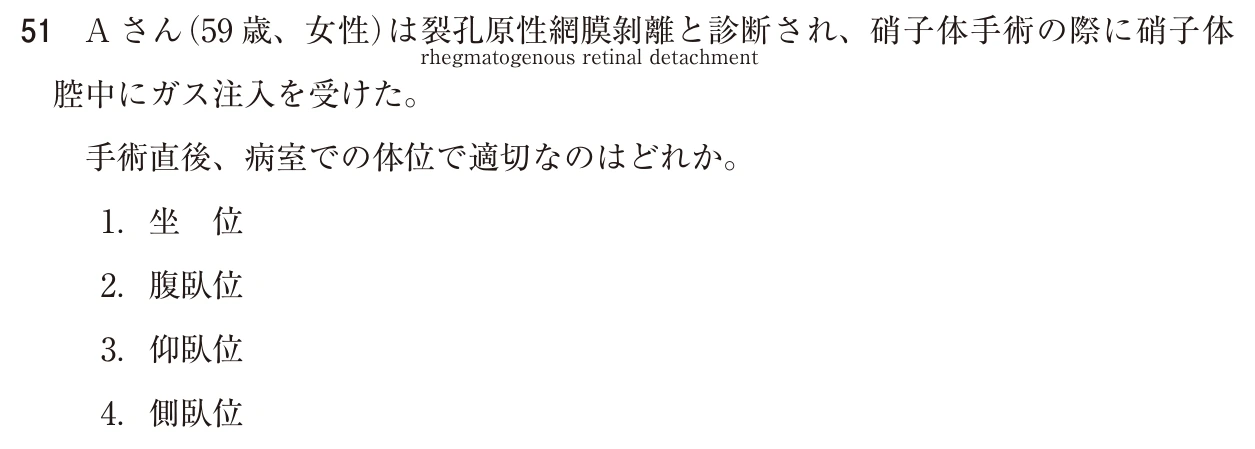 51 Aさん(59歳、女性)は裂孔原性網膜剝離と診断され、硝子体手術の際に硝子体
rhegmatogenous retinal detachment
腔中にガス注入を受けた。
手術直後、病室での体位で適切なのはどれか。
1. 坐 位
2. 腹臥位
3. 仰臥位
4. 側臥位